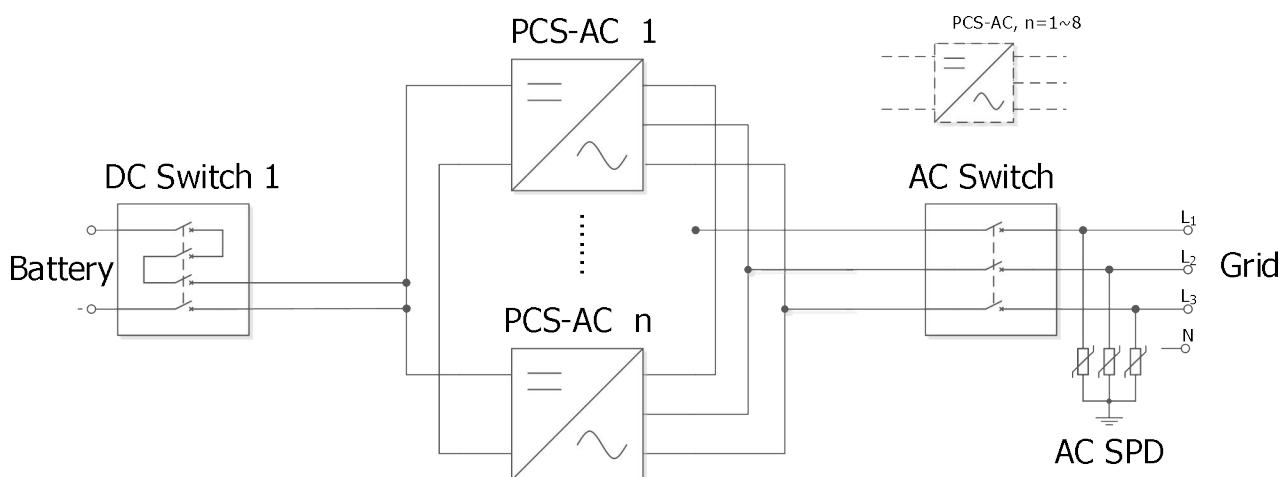 PCS-AC 1
PCS-AC, n=1~8
DC Switch 1
AC Switch
L1
Battery
L2
Grid
-
L3
PCS-AC n
N
AC SPD